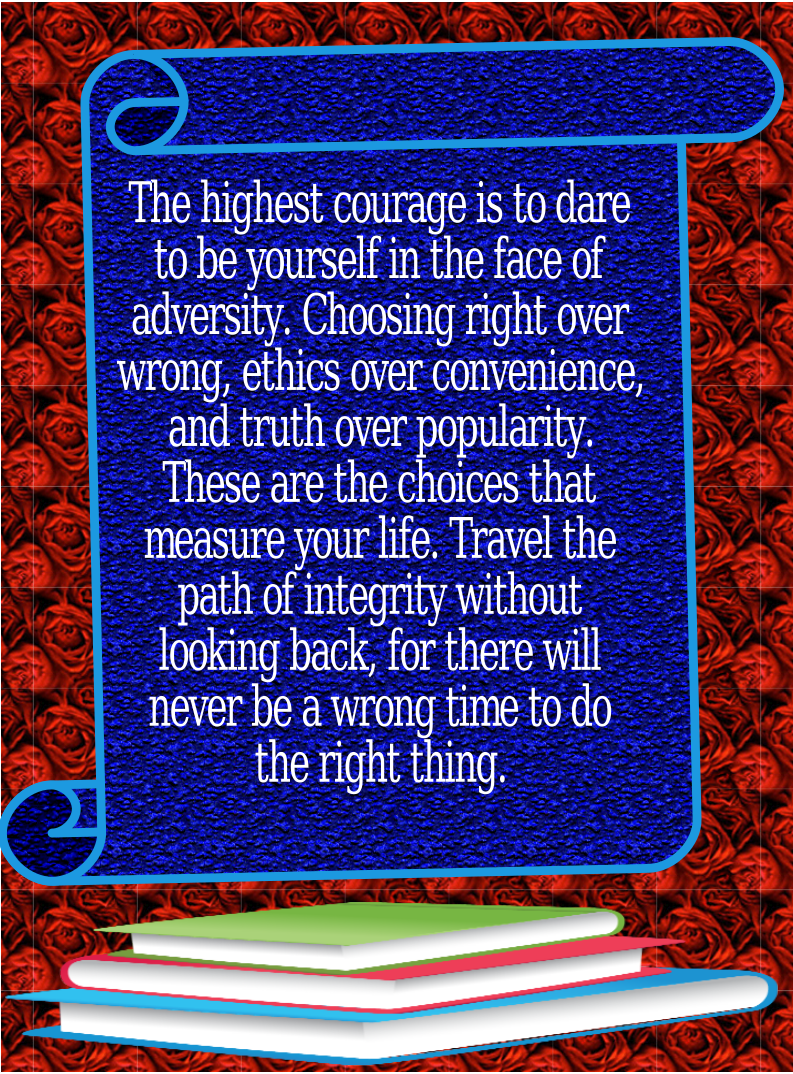 The highest courage is to dare
to be yourself in the face of
adversity. Choosing right over
wrong, ethics over convenience,
and truth over popularity.
These are the choices that
measure your life. Travel the
path of integrity without
looking back, for there will
never be a wrong time to do
the right thing.